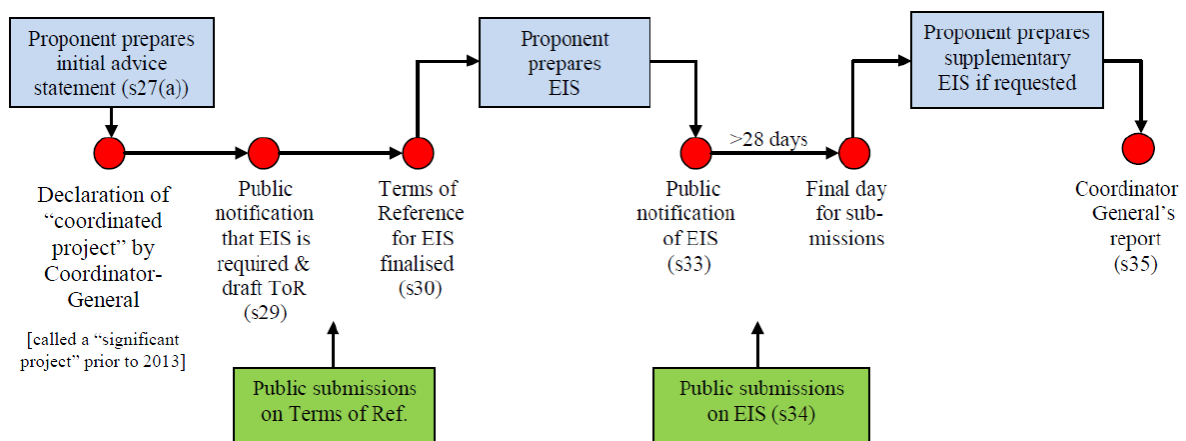 Proponent prepares
initial advice
statement (s27(a))
Proponent
prepares
EIS
Proponent prepares
supplementary
EIS if requested
>28 days
Declaration of
“coordinated
project” by
Coordinator-
General
[called a “significant
project” prior to 2013]
Public
notification
that EIS is
required &
draft ToR
(s29)
Terms of
Reference
for EIS
finalised
(s30)
Public
notification
of EIS
(s33)
Final day
for sub-
missions
Coordinator
General’s
report
(s35)
Public submissions
on Terms of Ref.
Public submissions
on EIS (s34)